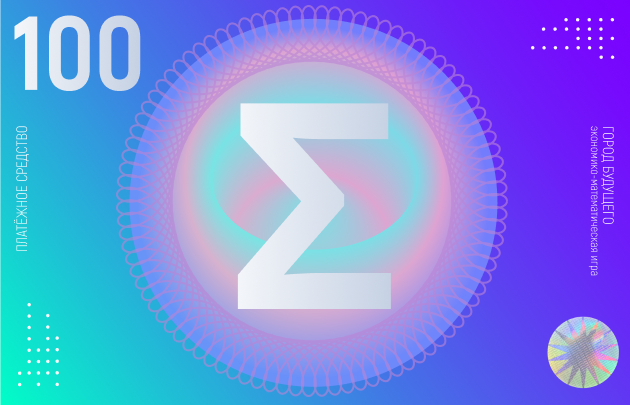 100
ПЛАТЁЖНОЕ СРЕДСТВО
Σ
ГОРОД БУДУЩЕГО
экономико-математическая игра